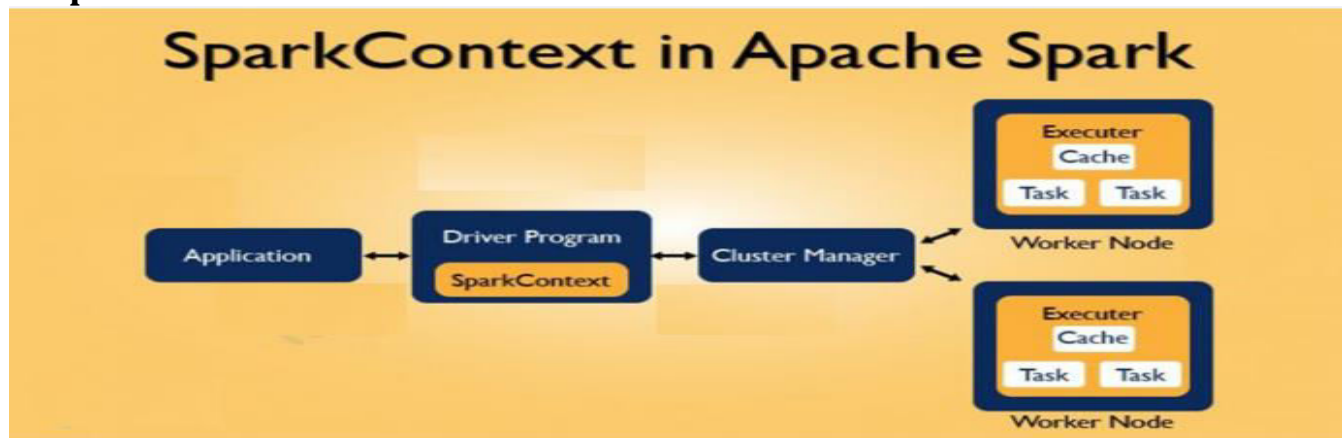 SparkContext in Apache Spark
Application
Driver Program
SparkContext
Cluster Manager
Executer
Cache
Task Task
Worker Node
Executer
Cache
Task Task
Worker Node